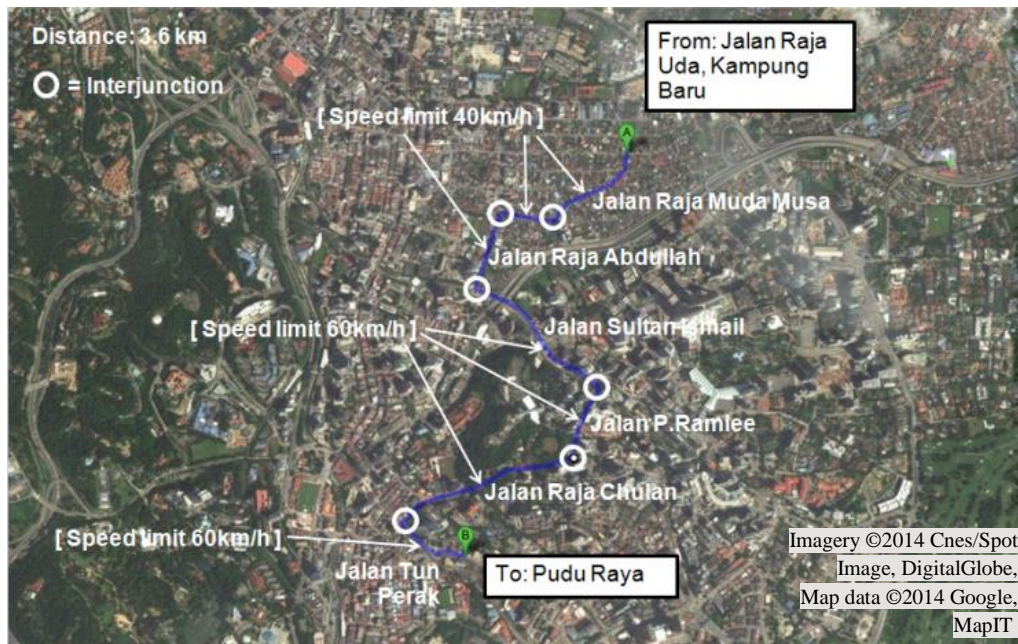 Distance: 3.6 km
= Interjunction
From: Jalan Raja
Uda, Kampung
Baru
[ Speed limit 40km/h ]
A
Jalan Raja Muda Musa
Jalan Raja Abdullah
[ Speed limit 60km/h ]
Jalan Sultan Ismail
Jalan P.Ramlee
Jalan Raja Chulan
[ Speed limit 60km/h ]
B
Jalan Tun
Perak
To: Pudu Raya
Imagery ©2014 Cnes/Spot
Image, DigitalGlobe,
Map data ©2014 Google,
MapIT